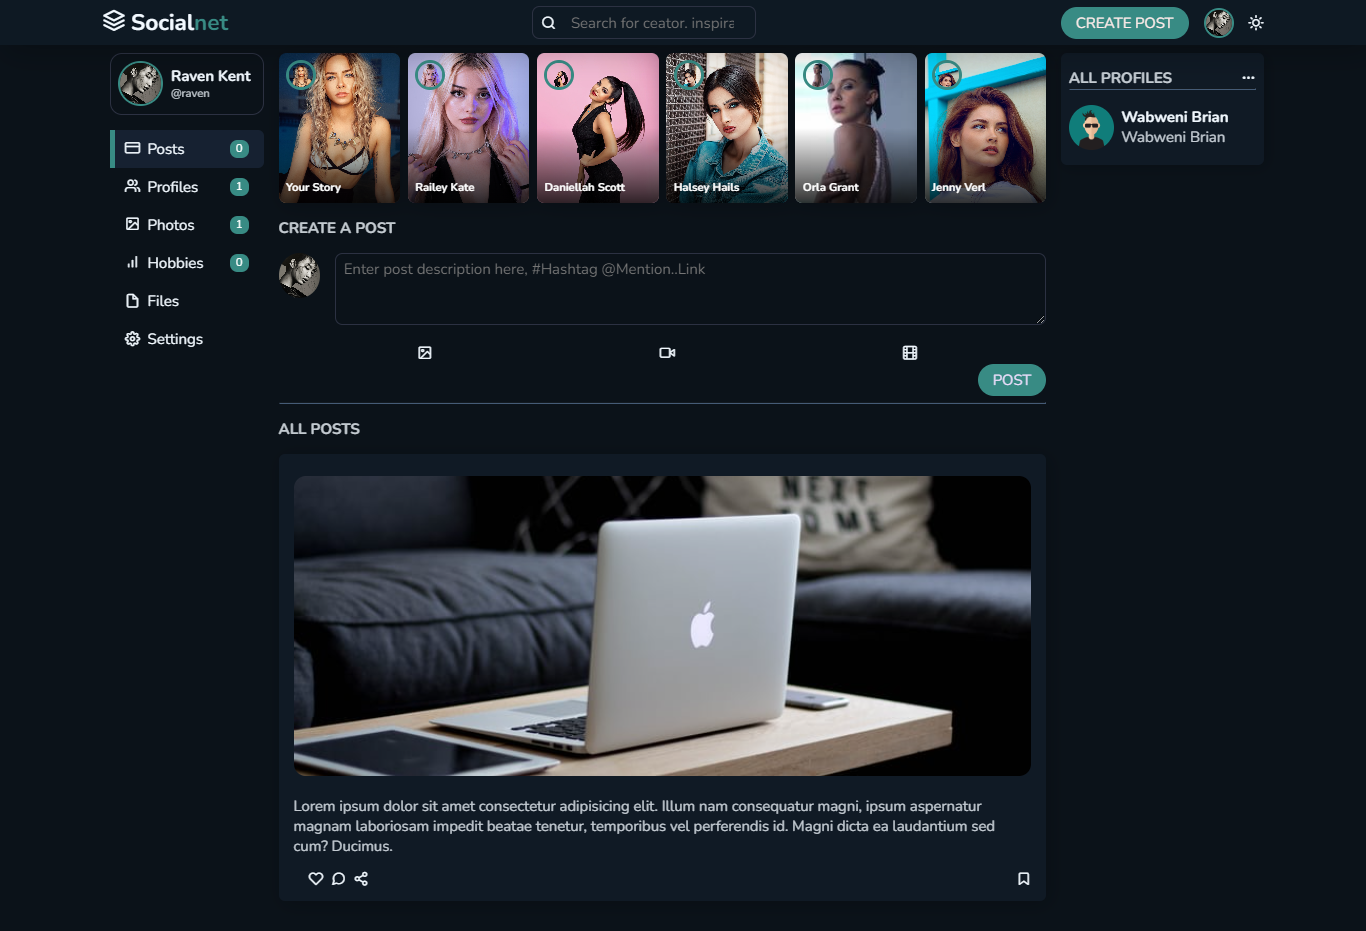 Socialnet
Search for ceator. inspira
CREATE POST
Raven Kent
@raven
Posts 0
Profiles 1
Photos 1
Hobbies 0
Files
Settings
Your Story
Railey Kate
Daniellah Scott
Halsey Hails
Orla Grant
Jenny Verl
CREATE A POST
Enter post description here, #Hashtag @Mention..Link
POST
ALL POSTS
NEXT
TO ME
Lorem ipsum dolor sit amet consectetur adipisicing elit. Illum nam consequatur magni, ipsum aspernatur
magnam laboriosam impedit beatae tenetur, temporibus vel perferendis id. Magni dicta ea laudantium sed
cum? Ducimus.
ALL PROFILES
Wabweni Brian
Wabweni Brian